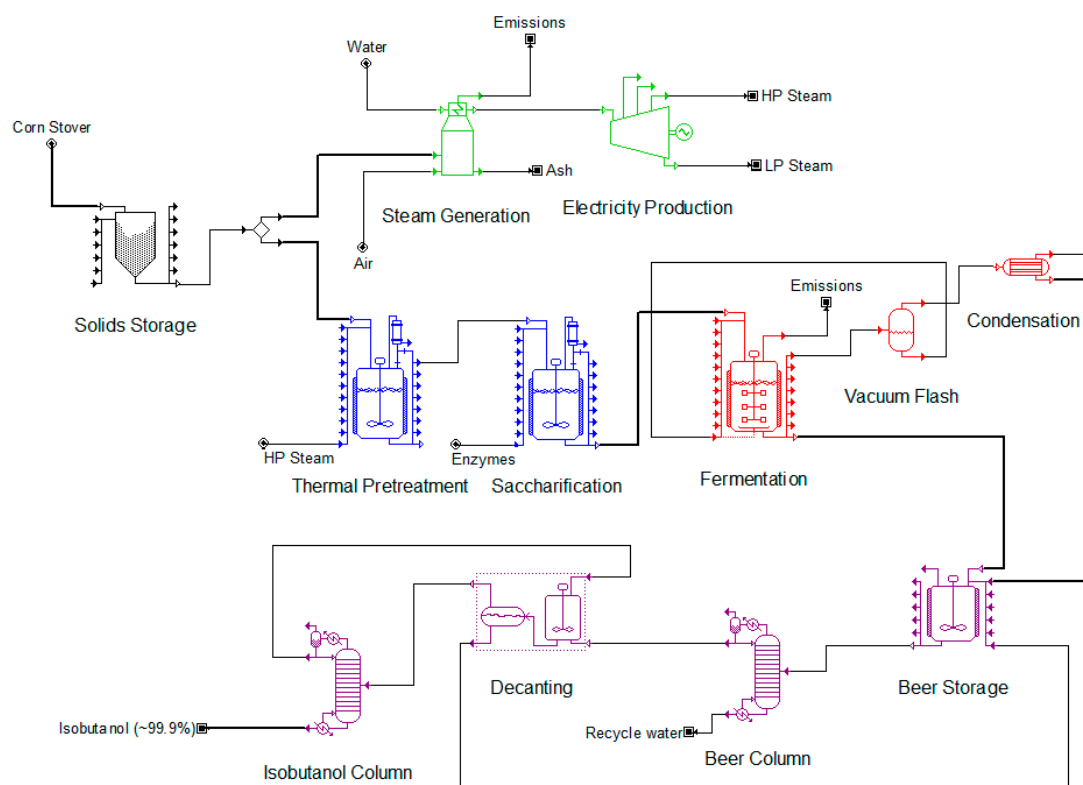 Emissions
Water
HP Steam
Corn Stover
LP Steam
Ash
Steam Generation
Electricity Production
Air
Emissions
Solids Storage
Condensation
Vacuum Flash
HP Steam
Enzymes
Thermal Pretreatment
Saccharification
Fermentation
Decanting
Beer Storage
Isobutanol (~99.9%)
Recycle water
Isobutanol Column
Beer Column